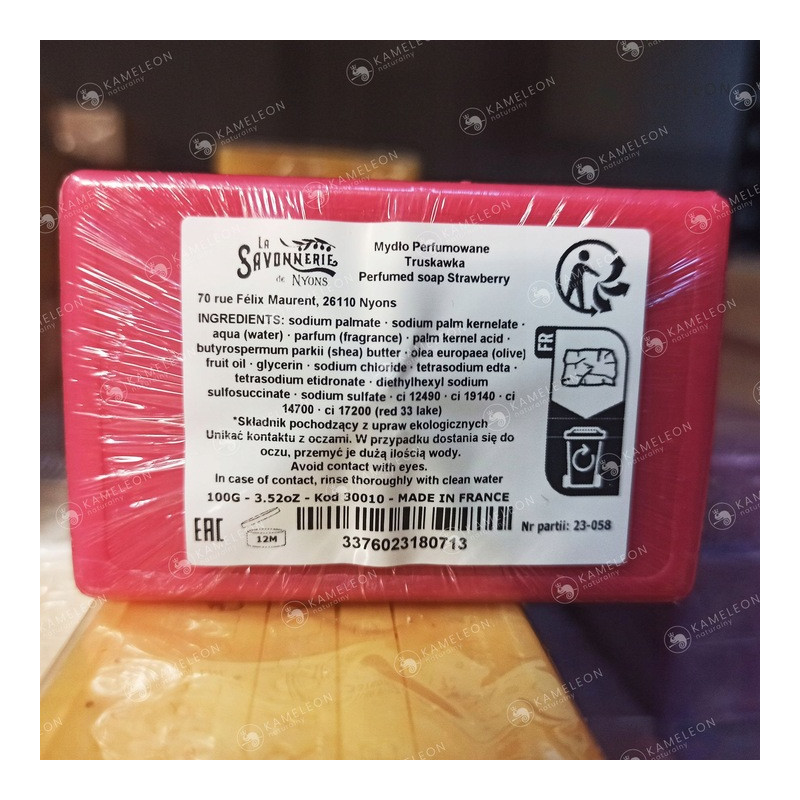 LA
SAVONNERIE
de NYONS
Mydło Perfumowane
Truskawka
Perfumed soap Strawberry
70 rue Félix Maurent, 26110 Nyons
INGREDIENTS: sodium palmate · sodium palm kernelate ·
aqua (water) · parfum (fragrance) · palm kernel acid ·
butyrospermum parkii (shea) butter · olea europaea (olive)
fruit oil · glycerin · sodium chloride · tetrasodium edta ·
tetrasodium etidronate · diethylhexyl sodium
sulfosuccinate · sodium sulfate · ci 12490 · ci 19140 · ci
14700 · ci 17200 (red 33 lake)
*Składnik pochodzący z upraw ekologicznych
Unikać kontaktu z oczami. W przypadku dostania się do
oczu, przemyć je dużą ilością wody.
Avoid contact with eyes.
In case of contact, rinse thoroughly with clean water
100G - 3.52oZ - Kod 30010 - MADE IN FRANCE
FR
EAC
12M
3376023180713
Nr partii: 23-058
KAMELEON
naturalny